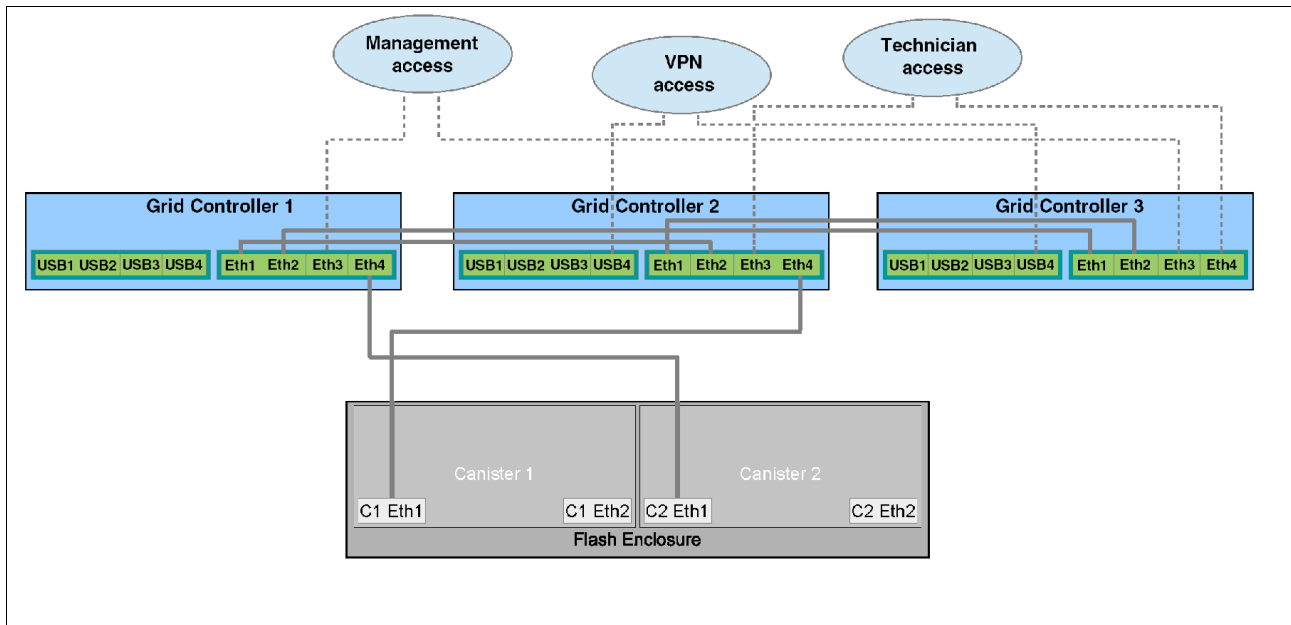 Management
access
VPN
access
Technician
access
Grid Controller 1
Grid Controller 2
Grid Controller 3
USB1 USB2 USB3 USB4 Eth1 Eth2 Eth3 Eth4
USB1 USB2 USB3 USB4 Eth1 Eth2 Eth3 Eth4
USB1 USB2 USB3 USB4 Eth1 Eth2 Eth3 Eth4
Canister 1
Canister 2
C1 Eth1
C1 Eth2
C2 Eth1
C2 Eth2
Flash Enclosure